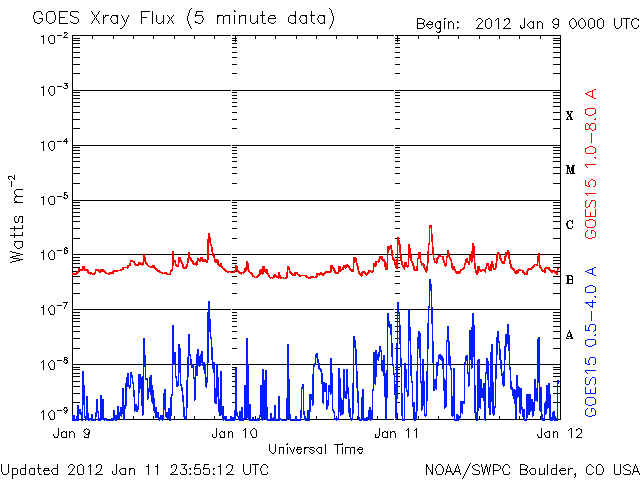 GOES Xray Flux (5 minute data)
Begin: 2012 Jan 9 0000 UTC
10-2
10-3
10-4
10-5
10-6
10-7
10-8
10-9
Watts m-2
X
M
C
B
A
GOES15 1.0-8.0 A
GOES15 0.5-4.0 A
Jan 9 Jan 10 Jan 11 Jan 12
Universal Time
Updated 2012 Jan 11 23:55:12 UTC
NOAA/SWPC Boulder, CO USA